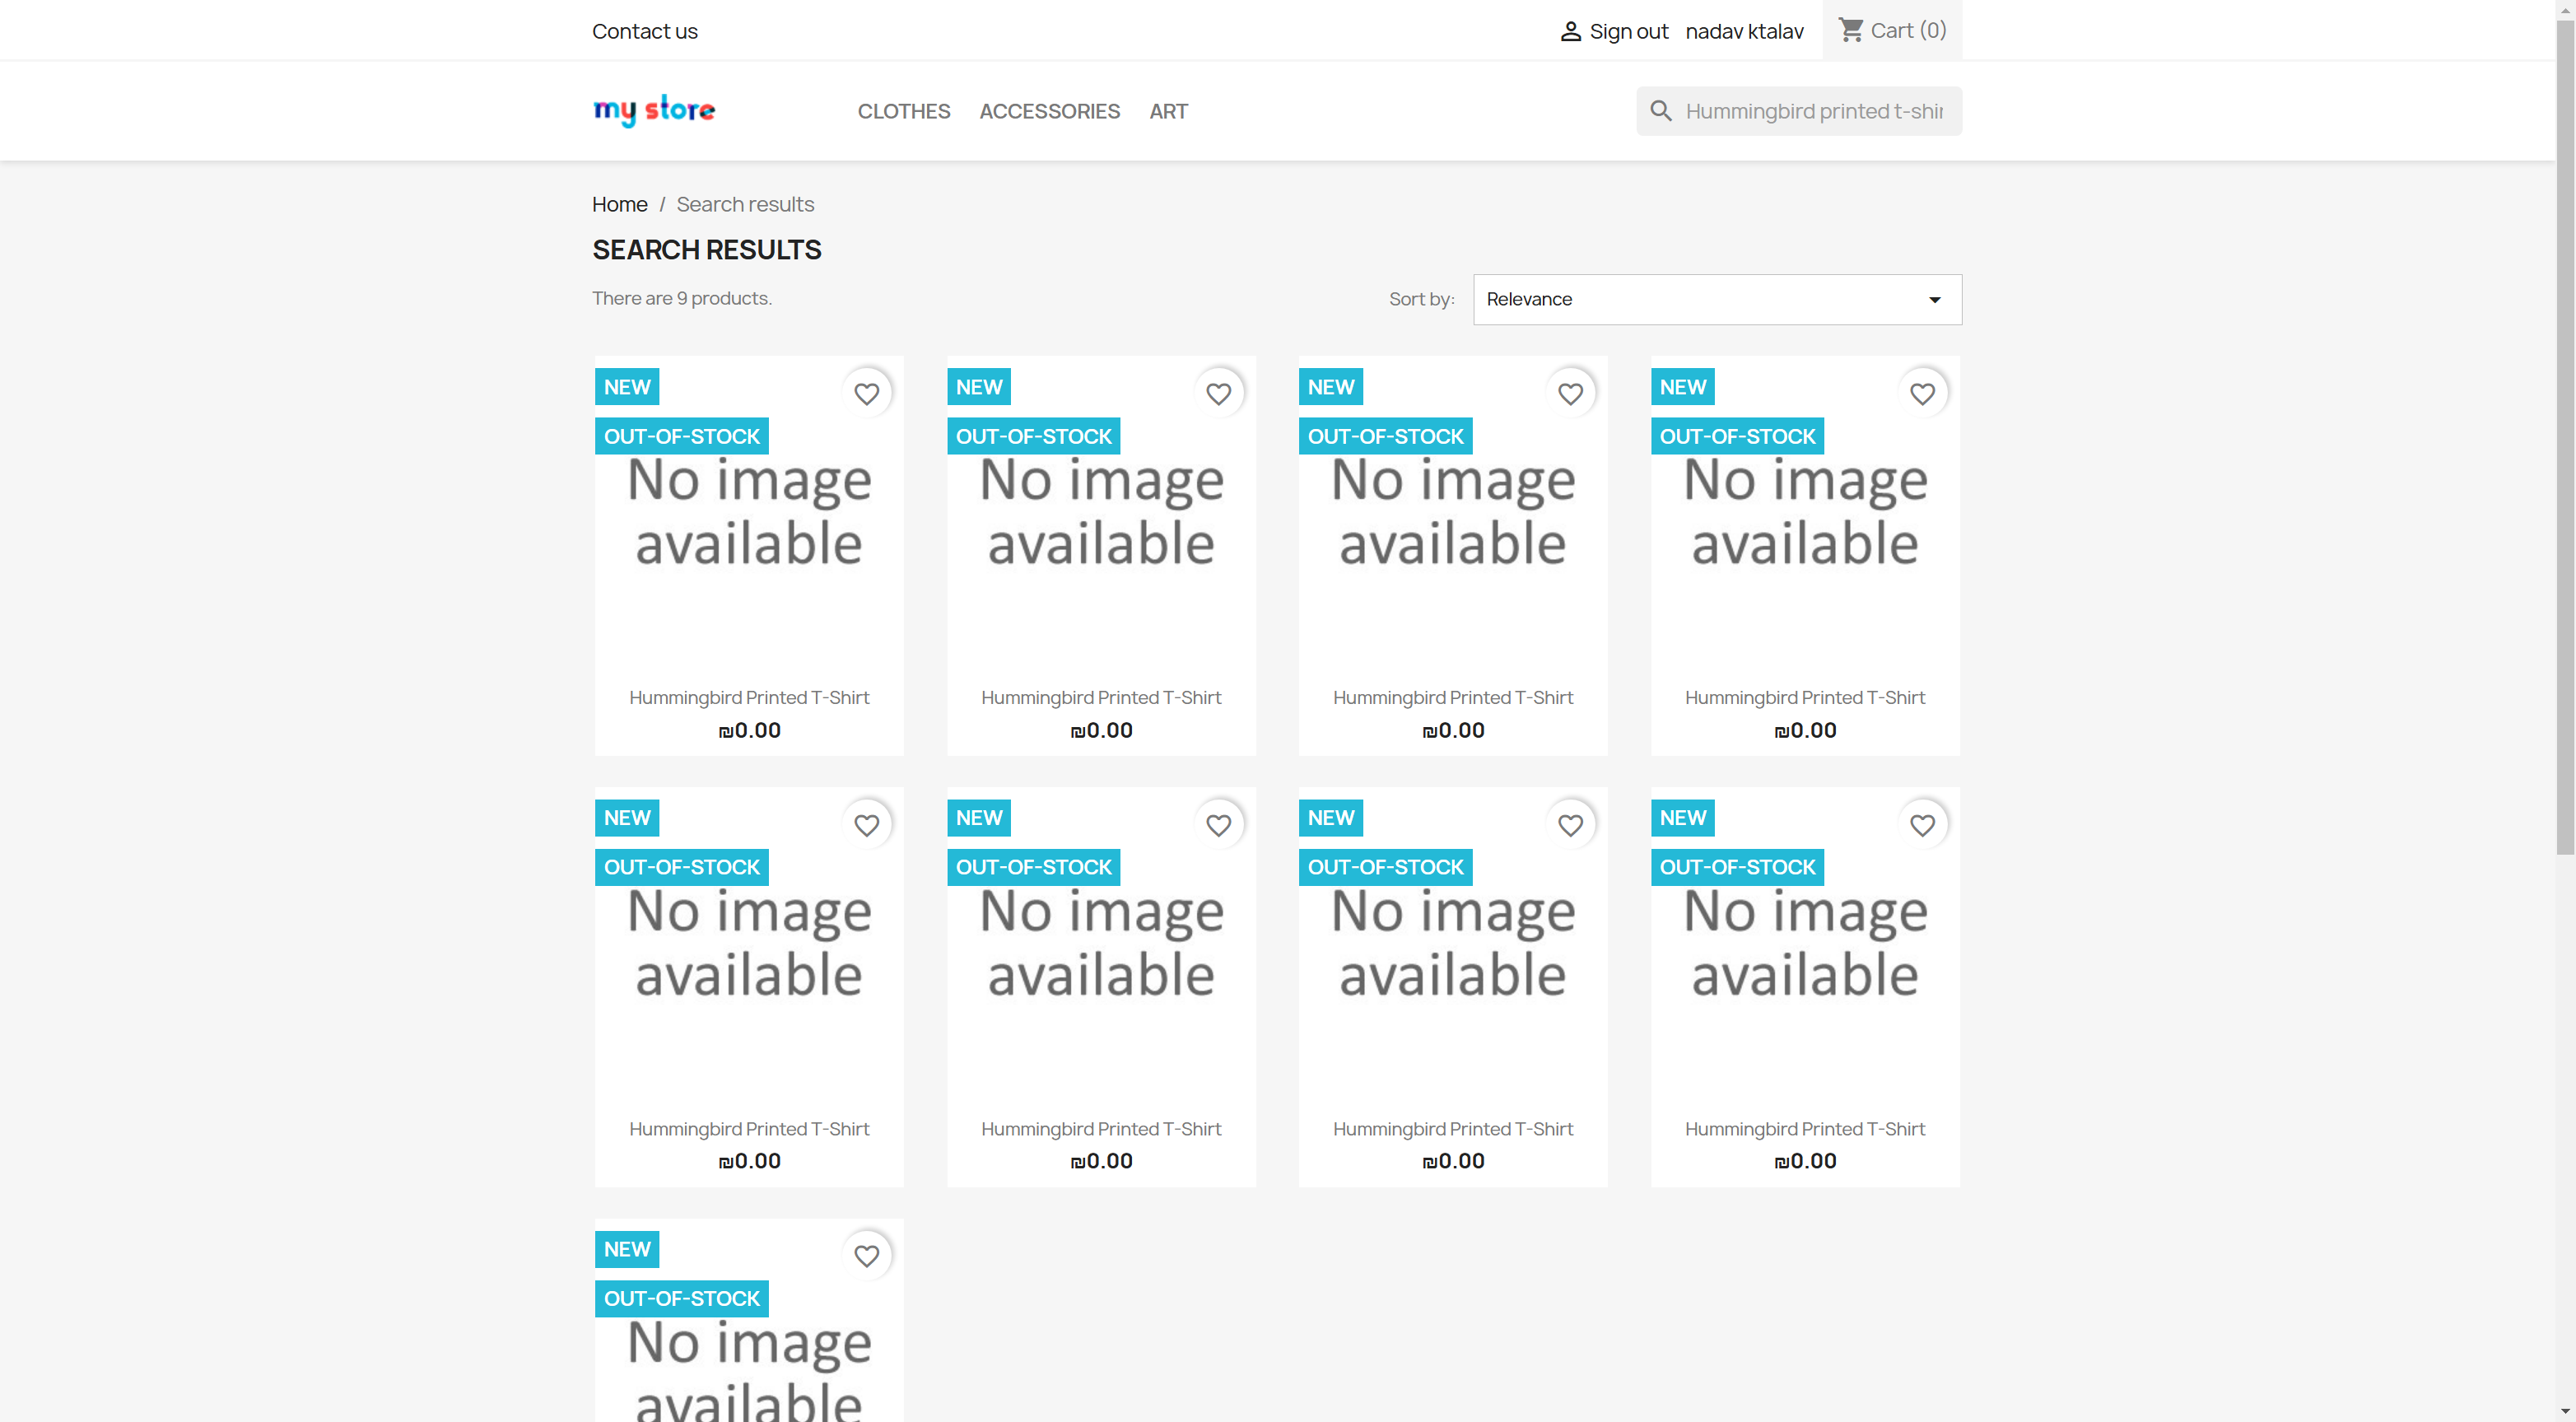 Contact us
Sign out nadav ktalav Cart (0)
my store CLOTHES ACCESSORIES ART Hummingbird printed t-shir
Home / Search results
SEARCH RESULTS
There are 9 products. Sort by: Relevance
NEW NEW NEW NEW
OUT-OF-STOCK OUT-OF-STOCK OUT-OF-STOCK OUT-OF-STOCK
No image No image No image No image
available available available available
Hummingbird Printed T-Shirt Hummingbird Printed T-Shirt Hummingbird Printed T-Shirt Hummingbird Printed T-Shirt
₪0.00 ₪0.00 ₪0.00 ₪0.00
NEW NEW NEW NEW
OUT-OF-STOCK OUT-OF-STOCK OUT-OF-STOCK OUT-OF-STOCK
No image No image No image No image
available available available available
Hummingbird Printed T-Shirt Hummingbird Printed T-Shirt Hummingbird Printed T-Shirt Hummingbird Printed T-Shirt
₪0.00 ₪0.00 ₪0.00 ₪0.00
NEW
OUT-OF-STOCK
No image
available